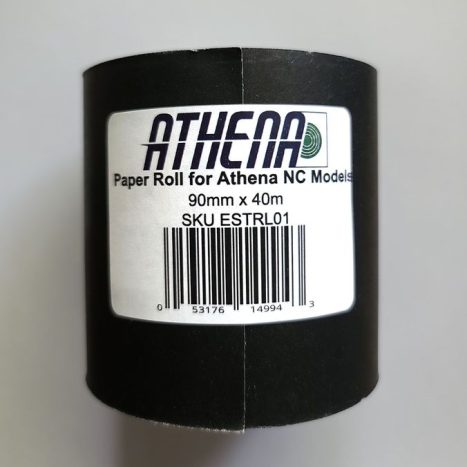 ATHENA
Paper Roll for Athena NC Models
90mm x 40m
SKU ESTRL01
0 53176 14994 3